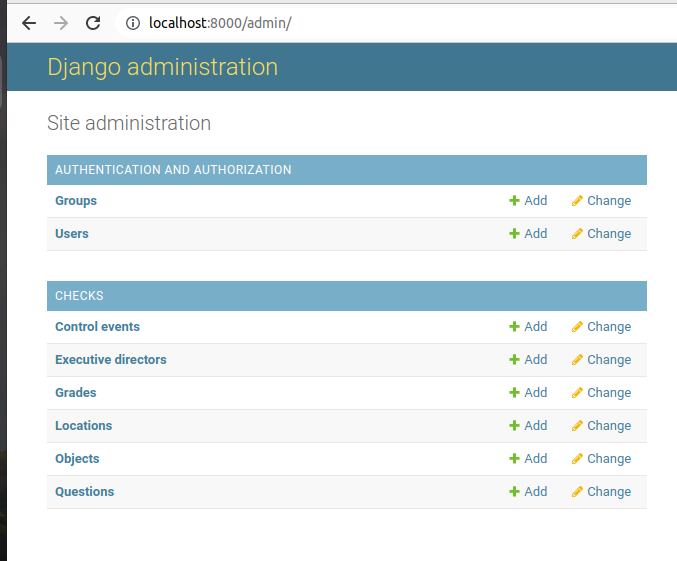 localhost:8000/admin/
Django administration
Site administration
AUTHENTICATION AND AUTHORIZATION
Groups Add Change
Users Add Change
CHECKS
Control events Add Change
Executive directors Add Change
Grades Add Change
Locations Add Change
Objects Add Change
Questions Add Change